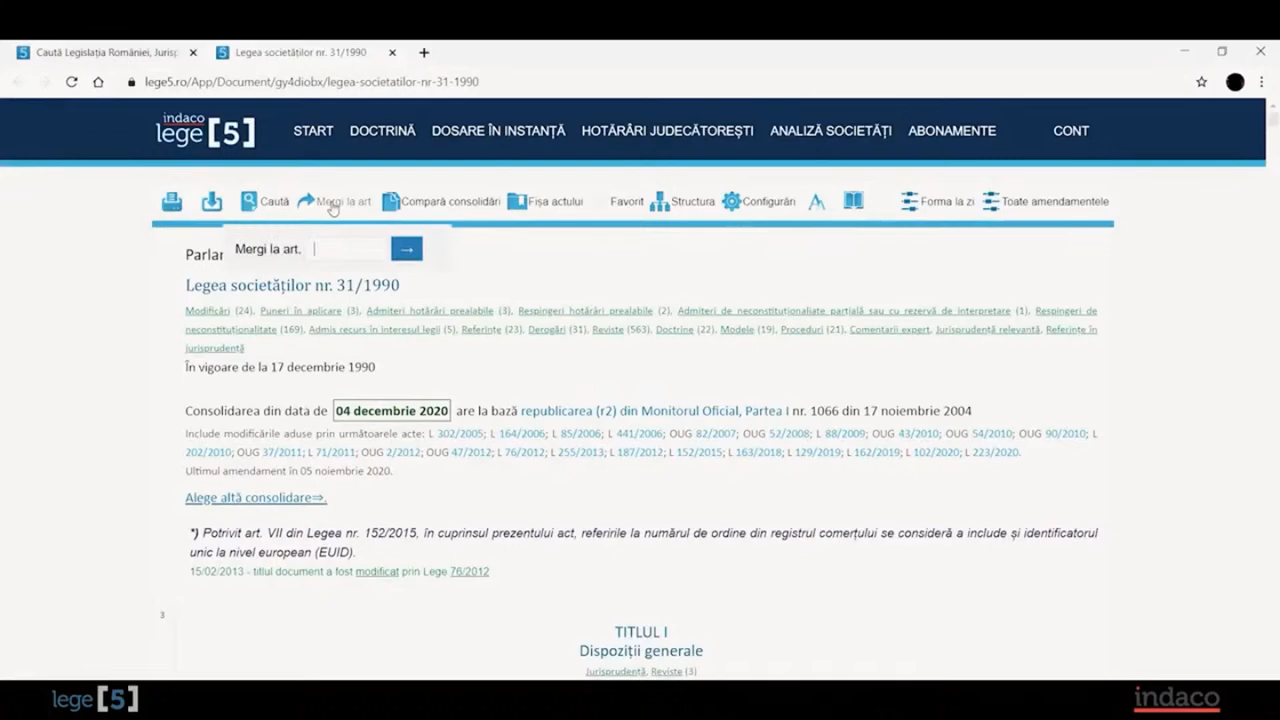 Caută Legislația României, Jurisp
Legea societăților nr. 31/1990
lege5.ro/App/Document/gy4diobx/legea-societatilor-nr-31-1990
indaco
lege[5]
START DOCTRINĂ DOSARE ÎN INSTANȚĂ HOTĂRÂRI JUDECĂTOREȘTI ANALIZĂ SOCIETĂȚI ABONAMENTE CONT
Caută Mergi la art Compară consolidări Fișa actului Favorit Structura Configurări Forma la zi Toate amendamentele
Mergi la art. →
Parlar
Legea societăților nr. 31/1990
Modificări (24), Puneri în aplicare (3), Admiteri hotărâri prealabile (3), Respingeri hotărâri prealabile (2), Admiteri de neconstituționaliate parțială sau cu rezervă de interpretare (1), Respingeri de
neconstituționalitate (169), Admis recurs în interesul legii (5), Referințe (23), Derogări (31), Reviste (563), Doctrine (22), Modele (19), Proceduri (21), Comentarii expert, Jurisprudență relevantă, Referințe în
jurisprudență
În vigoare de la 17 decembrie 1990
Consolidarea din data de 04 decembrie 2020 are la bază republicarea (r2) din Monitorul Oficial, Partea I nr. 1066 din 17 noiembrie 2004
Include modificările aduse prin următoarele acte: L 302/2005; L 164/2006; L 85/2006; L 441/2006; OUG 82/2007; OUG 52/2008; L 88/2009; OUG 43/2010; OUG 54/2010; OUG 90/2010; L
202/2010; OUG 37/2011; L 71/2011; OUG 2/2012; OUG 47/2012; L 76/2012; L 255/2013; L 187/2012; L 152/2015; L 163/2018; L 129/2019; L 162/2019; L 102/2020; L 223/2020.
Ultimul amendament în 05 noiembrie 2020.
Alege altă consolidare⇒.
*) Potrivit art. VII din Legea nr. 152/2015, în cuprinsul prezentului act, referirile la numărul de ordine din registrul comerțului se consideră a include și identificatorul
unic la nivel european (EUID).
15/02/2013 - titlul document a fost modificat prin Lege 76/2012
3
TITLUL I
Dispoziții generale
Jurisprudență, Reviste (3)
lege[5]
indaco